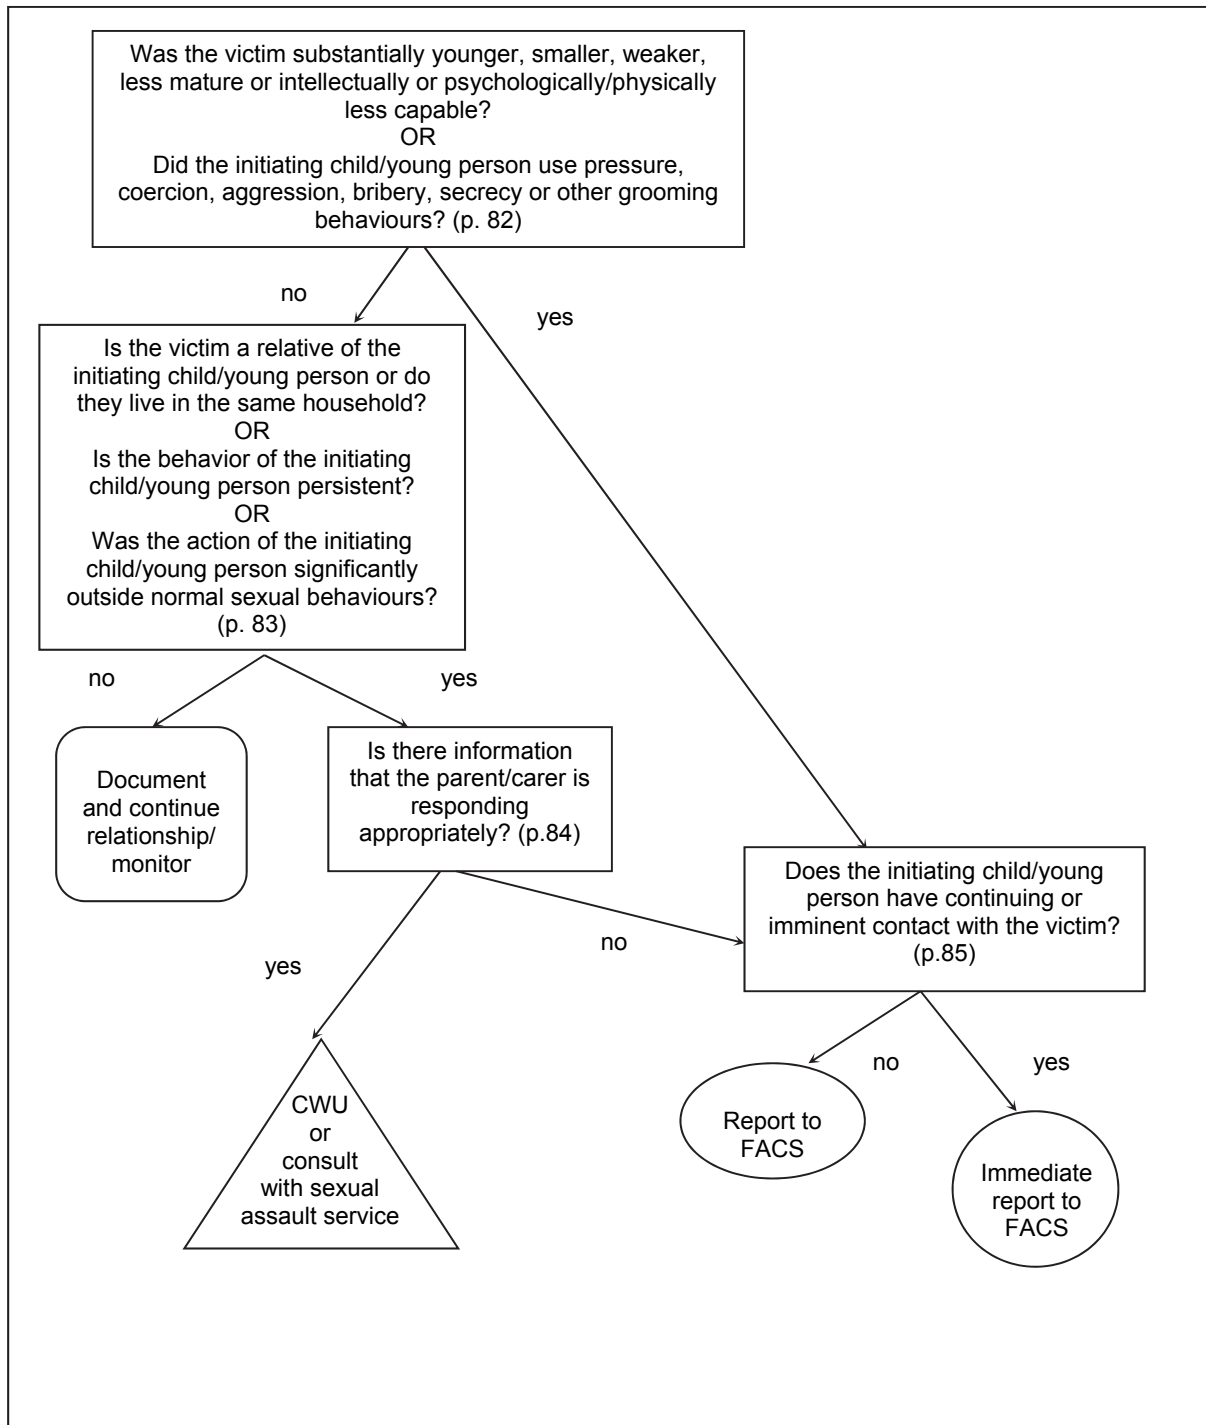 Was the victim substantially younger, smaller, weaker,
less mature or intellectually or psychologically/physically
less capable?
OR
Did the initiating child/young person use pressure,
coercion, aggression, bribery, secrecy or other grooming
behaviours? (p. 82)
no
yes
Is the victim a relative of the
initiating child/young person or do
they live in the same household?
OR
Is the behavior of the initiating
child/young person persistent?
OR
Was the action of the initiating
child/young person significantly
outside normal sexual behaviours?
(p. 83)
no
yes
Document
and continue
relationship/
monitor
Is there information
that the parent/carer is
responding
appropriately? (p.84)
Does the initiating child/young
person have continuing or
imminent contact with the victim?
(p.85)
yes
no
no
yes
CWU
or
consult
with sexual
assault service
Report to
FACS
Immediate
report to
FACS